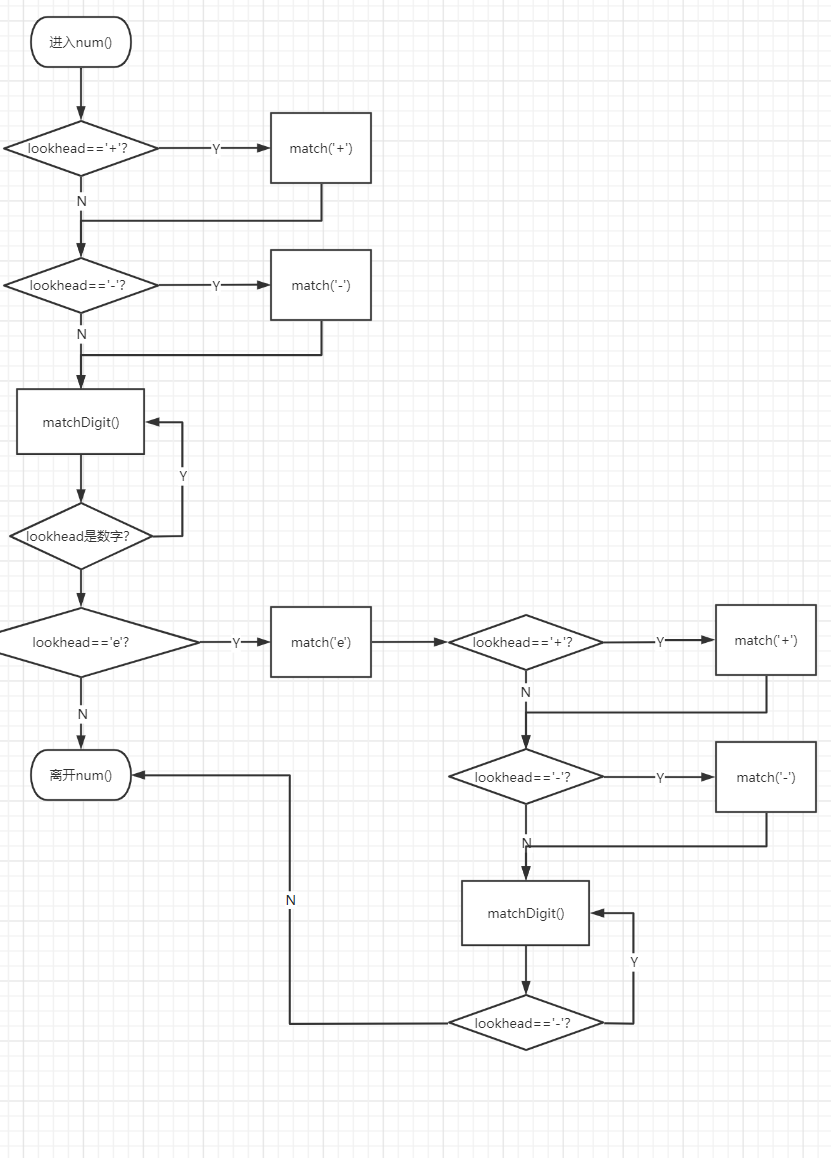 进入num()
lookhead=='+'?
Y
match('+')
N
lookhead=='-'?
Y
match('-')
N
matchDigit()
Y
lookhead是数字?
lookhead=='e'?
Y
match('e')
lookhead=='+'?
Y
match('+')
N
N
离开num()
lookhead=='-'?
Y
match('-')
N
N
matchDigit()
Y
lookhead=='-'?